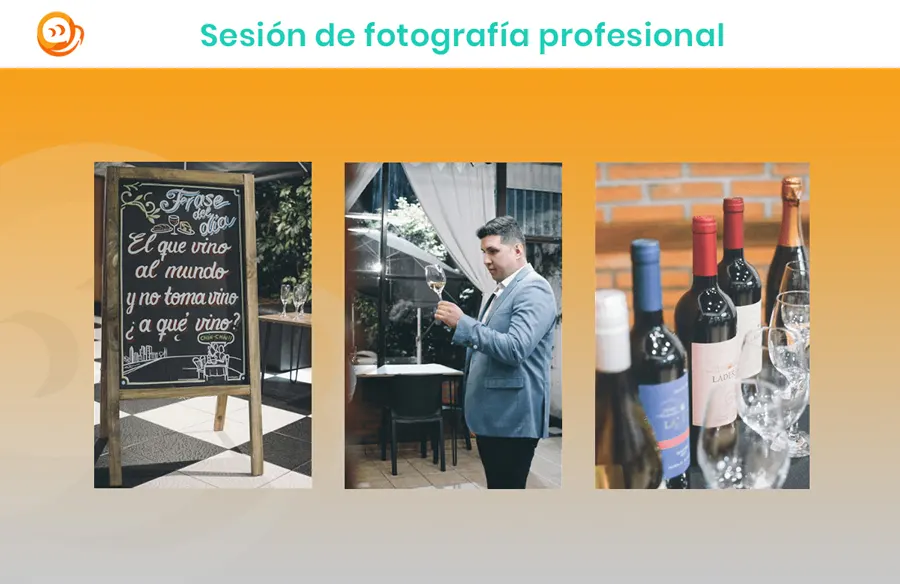 Sesión de fotografía profesional
Frase
del
día
El que vino
al mundo
y no toma vino
¿a qué vino?